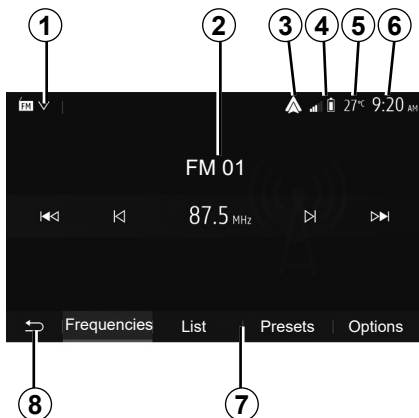 1 2 3 4 5 6
FM 27°C 9:20 AM
FM 01
87.5 MHz
Frequencies List Presets Options
8 7